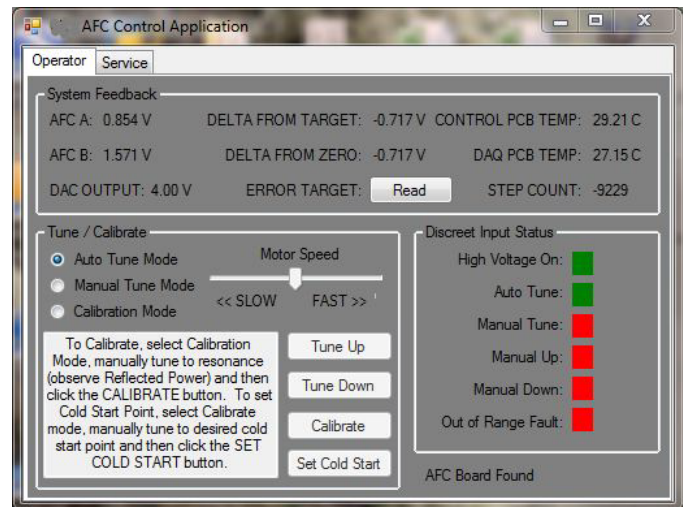 AFC Control Application
Operator Service
System Feedback
AFC A: 0.854 V DELTA FROM TARGET: -0.717 V CONTROL PCB TEMP: 29.21 C
AFC B: 1.571 V DELTA FROM ZERO: -0.717 V DAQ PCB TEMP: 27.15 C
DAC OUTPUT: 4.00 V ERROR TARGET: Read STEP COUNT: -9229
Tune / Calibrate
Auto Tune Mode
Manual Tune Mode
Calibration Mode
Motor Speed
<< SLOW FAST >>
To Calibrate, select Calibration
Mode, manually tune to resonance
(observe Reflected Power) and then
click the CALIBRATE button. To set
Cold Start Point, select Calibrate
mode, manually tune to desired cold
start point and then click the SET
COLD START button.
Tune Up
Tune Down
Calibrate
Set Cold Start
Discreet Input Status
High Voltage On:
Auto Tune:
Manual Tune:
Manual Up:
Manual Down:
Out of Range Fault:
AFC Board Found